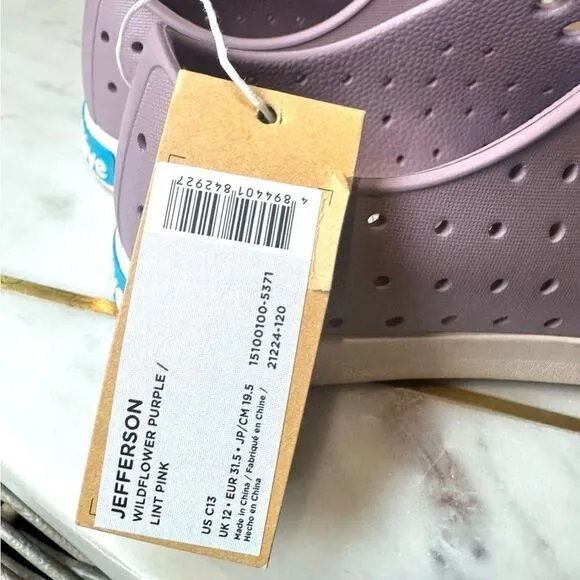 4 894401 842927
JEFFERSON
WILDFLOWER PURPLE /
LINT PINK
15100100-5371
21224-120
US C13
UK 12 • EUR 31.5 • JP/CM 19.5
Made in China / Fabriqué en Chine /
Hecho en China